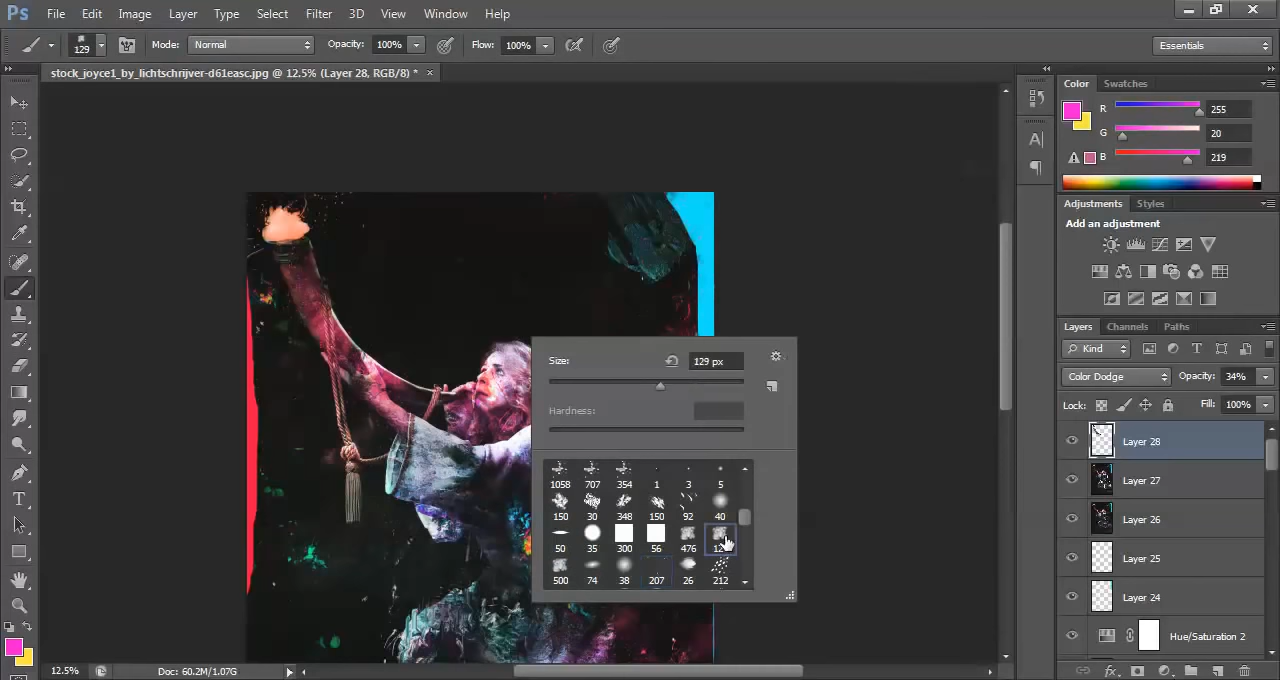 Ps File Edit Image Layer Type Select Filter 3D View Window Help
129 Mode: Normal Opacity: 100% Flow: 100% Essentials
stock_joyce1_by_lichtschrijver-d61easc.jpg @ 12.5% (Layer 28, RGB/8) * ×
Color Swatches
R 255
G 20
B 219
Adjustments Styles
Add an adjustment
Layers Channels Paths
Kind
Color Dodge Opacity: 34%
Lock: Fill: 100%
Layer 28
Layer 27
Layer 26
Layer 25
Layer 24
Hue/Saturation 2
Size: 129 px
Hardness:
1058 707 354 1 3 5
150 30 348 150 92 40
50 35 300 56 476
500 74 38 207 26 212
12.5% Doc: 60.2M/1.07G